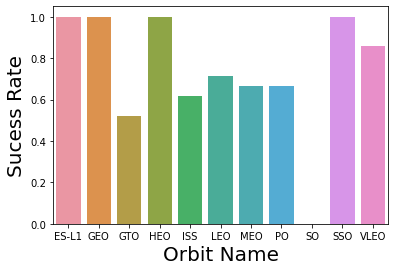 Sucess Rate
1.0
0.8
0.6
0.4
0.2
0.0
ES-L1 GEO GTO HEO ISS LEO MEO PO SO SSO VLEO
Orbit Name